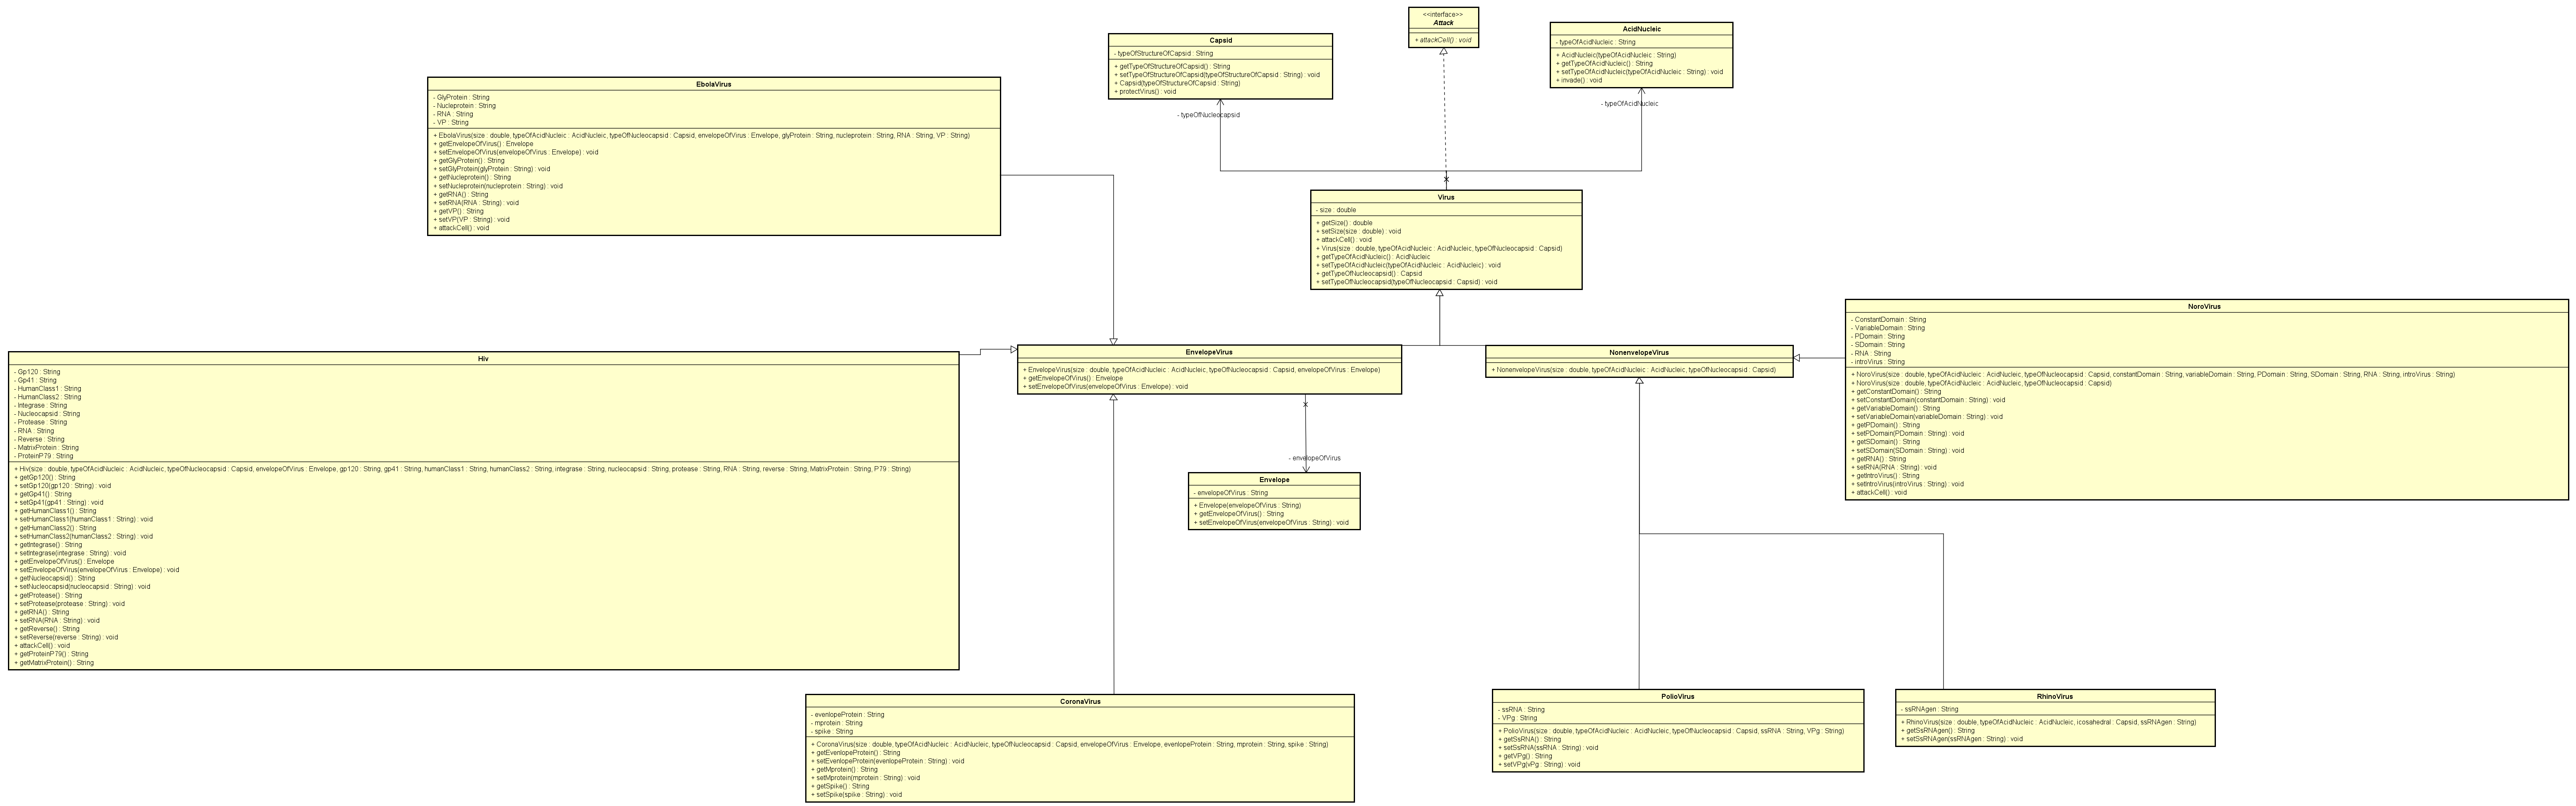 <<interface>>
Attack
+ attackCell() : void
AcidNucleic
- typeOfAcidNucleic : String
+ AcidNucleic(typeOfAcidNucleic : String)
+ getTypeOfAcidNucleic() : String
+ setTypeOfAcidNucleic(typeOfAcidNucleic : String) : void
+ invade() : void
Capsid
- typeOfStructureOfCapsid : String
+ getTypeOfStructureOfCapsid() : String
+ setTypeOfStructureOfCapsid(typeOfStructureOfCapsid : String) : void
+ Capsid(typeOfStructureOfCapsid : String)
+ protectVirus() : void
- typeOfNucleocapsid
- typeOfAcidNucleic
EbolaVirus
- GlyProtein : String
- Nucleprotein : String
- RNA : String
- VP : String
+ EbolaVirus(size : double, typeOfAcidNucleic : AcidNucleic, typeOfNucleocapsid : Capsid, envelopeOfVirus : Envelope, glyProtein : String, nucleprotein : String, RNA : String, VP : String)
+ getEnvelopeOfVirus() : Envelope
+ setEnvelopeOfVirus(envelopeOfVirus : Envelope) : void
+ getGlyProtein() : String
+ setGlyProtein(glyProtein : String) : void
+ getNucleprotein() : String
+ setNucleprotein(nucleprotein : String) : void
+ getRNA() : String
+ setRNA(RNA : String) : void
+ getVP() : String
+ setVP(VP : String) : void
+ attackCell() : void
Virus
- size : double
+ getSize() : double
+ setSize(size : double) : void
+ attackCell() : void
+ Virus(size : double, typeOfAcidNucleic : AcidNucleic, typeOfNucleocapsid : Capsid)
+ getTypeOfAcidNucleic() : AcidNucleic
+ setTypeOfAcidNucleic(typeOfAcidNucleic : AcidNucleic) : void
+ getTypeOfNucleocapsid() : Capsid
+ setTypeOfNucleocapsid(typeOfNucleocapsid : Capsid) : void
NoroVirus
- ConstantDomain : String
- VariableDomain : String
- PDomain : String
- SDomain : String
- RNA : String
- introVirus : String
+ NoroVirus(size : double, typeOfAcidNucleic : AcidNucleic, typeOfNucleocapsid : Capsid, constantDomain : String, variableDomain : String, PDomain : String, SDomain : String, RNA : String, introVirus : String)
+ NoroVirus(size : double, typeOfAcidNucleic : AcidNucleic, typeOfNucleocapsid : Capsid)
+ getConstantDomain() : String
+ setConstantDomain(constantDomain : String) : void
+ getVariableDomain() : String
+ setVariableDomain(variableDomain : String) : void
+ getPDomain() : String
+ setPDomain(PDomain : String) : void
+ getSDomain() : String
+ setSDomain(SDomain : String) : void
+ getRNA() : String
+ setRNA(RNA : String) : void
+ getIntroVirus() : String
+ setIntroVirus(introVirus : String) : void
+ attackCell() : void
Hiv
- Gp120 : String
- Gp41 : String
- HumanClass1 : String
- HumanClass2 : String
- Integrase : String
- Nucleocapsid : String
- Protease : String
- RNA : String
- Reverse : String
- MatrixProtein : String
- ProteinP79 : String
+ Hiv(size : double, typeOfAcidNucleic : AcidNucleic, typeOfNucleocapsid : Capsid, envelopeOfVirus : Envelope, gp120 : String, gp41 : String, humanClass1 : String, humanClass2 : String, integrase : String, nucleocapsid : String, protease : String, RNA : String, reverse : String, MatrixProtein : String, P79 : String)
+ getGp120() : String
+ setGp120(gp120 : String) : void
+ getGp41() : String
+ setGp41(gp41 : String) : void
+ getHumanClass1() : String
+ setHumanClass1(humanClass1 : String) : void
+ getHumanClass2() : String
+ setHumanClass2(humanClass2 : String) : void
+ getIntegrase() : String
+ setIntegrase(integrase : String) : void
+ getEnvelopeOfVirus() : Envelope
+ setEnvelopeOfVirus(envelopeOfVirus : Envelope) : void
+ getNucleocapsid() : String
+ setNucleocapsid(nucleocapsid : String) : void
+ getProtease() : String
+ setProtease(protease : String) : void
+ getRNA() : String
+ setRNA(RNA : String) : void
+ getReverse() : String
+ setReverse(reverse : String) : void
+ attackCell() : void
+ getProteinP79() : String
+ getMatrixProtein() : String
EnvelopeVirus
+ EnvelopeVirus(size : double, typeOfAcidNucleic : AcidNucleic, typeOfNucleocapsid : Capsid, envelopeOfVirus : Envelope)
+ getEnvelopeOfVirus() : Envelope
+ setEnvelopeOfVirus(envelopeOfVirus : Envelope) : void
NonenvelopeVirus
+ NonenvelopeVirus(size : double, typeOfAcidNucleic : AcidNucleic, typeOfNucleocapsid : Capsid)
- envelopeOfVirus
Envelope
- envelopeOfVirus : String
+ Envelope(envelopeOfVirus : String)
+ getEnvelopeOfVirus() : String
+ setEnvelopeOfVirus(envelopeOfVirus : String) : void
CoronaVirus
- evenlopeProtein : String
- mprotein : String
- spike : String
+ CoronaVirus(size : double, typeOfAcidNucleic : AcidNucleic, typeOfNucleocapsid : Capsid, envelopeOfVirus : Envelope, evenlopeProtein : String, mprotein : String, spike : String)
+ getEvenlopeProtein() : String
+ setEvenlopeProtein(evenlopeProtein : String) : void
+ getMprotein() : String
+ setMprotein(mprotein : String) : void
+ getSpike() : String
+ setSpike(spike : String) : void
PolioVirus
- ssRNA : String
- VPg : String
+ PolioVirus(size : double, typeOfAcidNucleic : AcidNucleic, typeOfNucleocapsid : Capsid, ssRNA : String, VPg : String)
+ getSsRNA() : String
+ setSsRNA(ssRNA : String) : void
+ getVPg() : String
+ setVPg(vPg : String) : void
RhinoVirus
- ssRNAgen : String
+ RhinoVirus(size : double, typeOfAcidNucleic : AcidNucleic, icosahedral : Capsid, ssRNAgen : String)
+ getSsRNAgen() : String
+ setSsRNAgen(ssRNAgen : String) : void